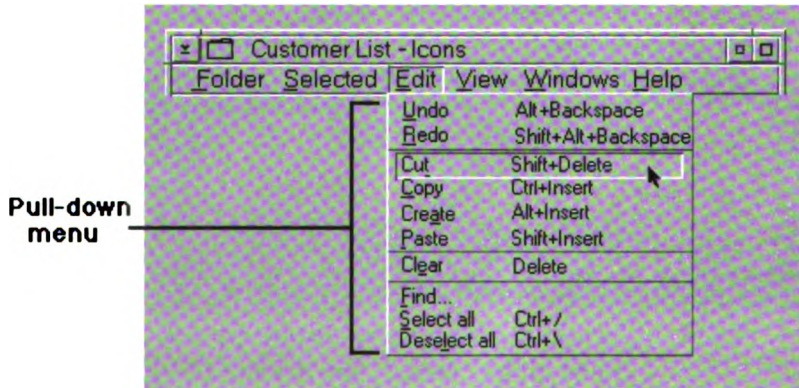 Customer List - Icons
Folder Selected Edit View Windows Help
Undo Alt+Backspace
Redo Shift+Alt+Backspace
Cut Shift+Delete
Copy Ctrl+Insert
Create Alt+Insert
Paste Shift+Insert
Clear Delete
Find...
Select all Ctrl+/
Deselect all Ctrl+\
Pull-down
menu